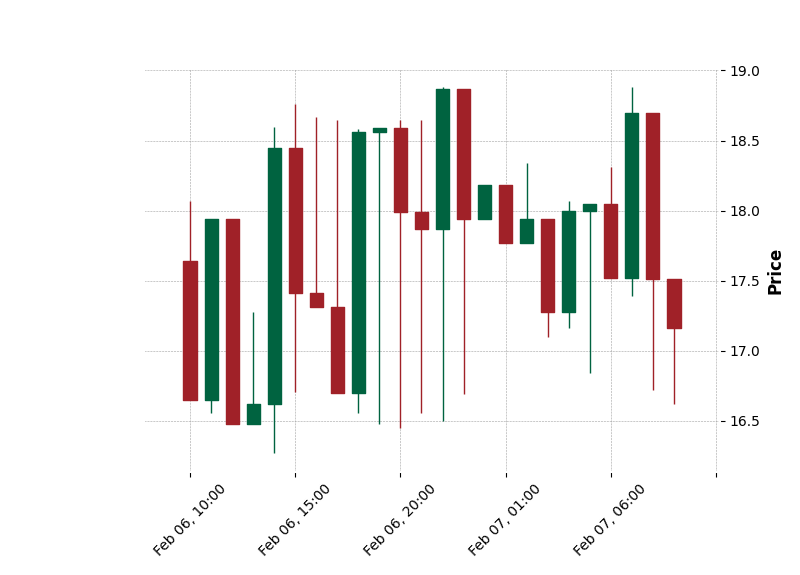 19.0
18.5
18.0
17.5
17.0
16.5
Price
Feb 06, 10:00
Feb 06, 15:00
Feb 06, 20:00
Feb 07, 01:00
Feb 07, 06:00